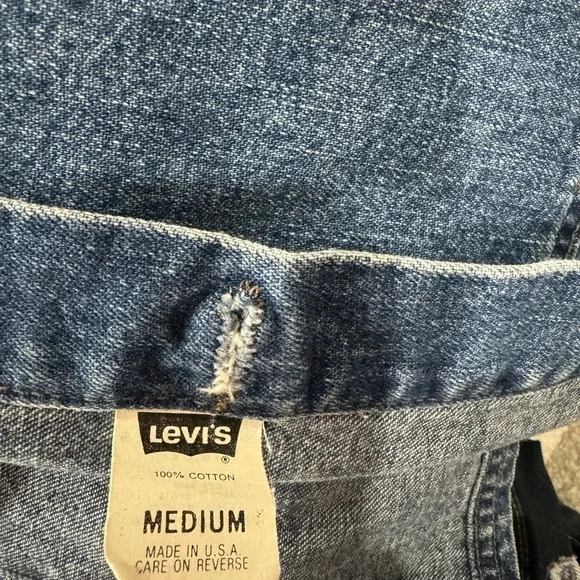 LEVI'S ®
100% COTTON
MEDIUM
MADE IN U.S.A.
CARE ON REVERSE